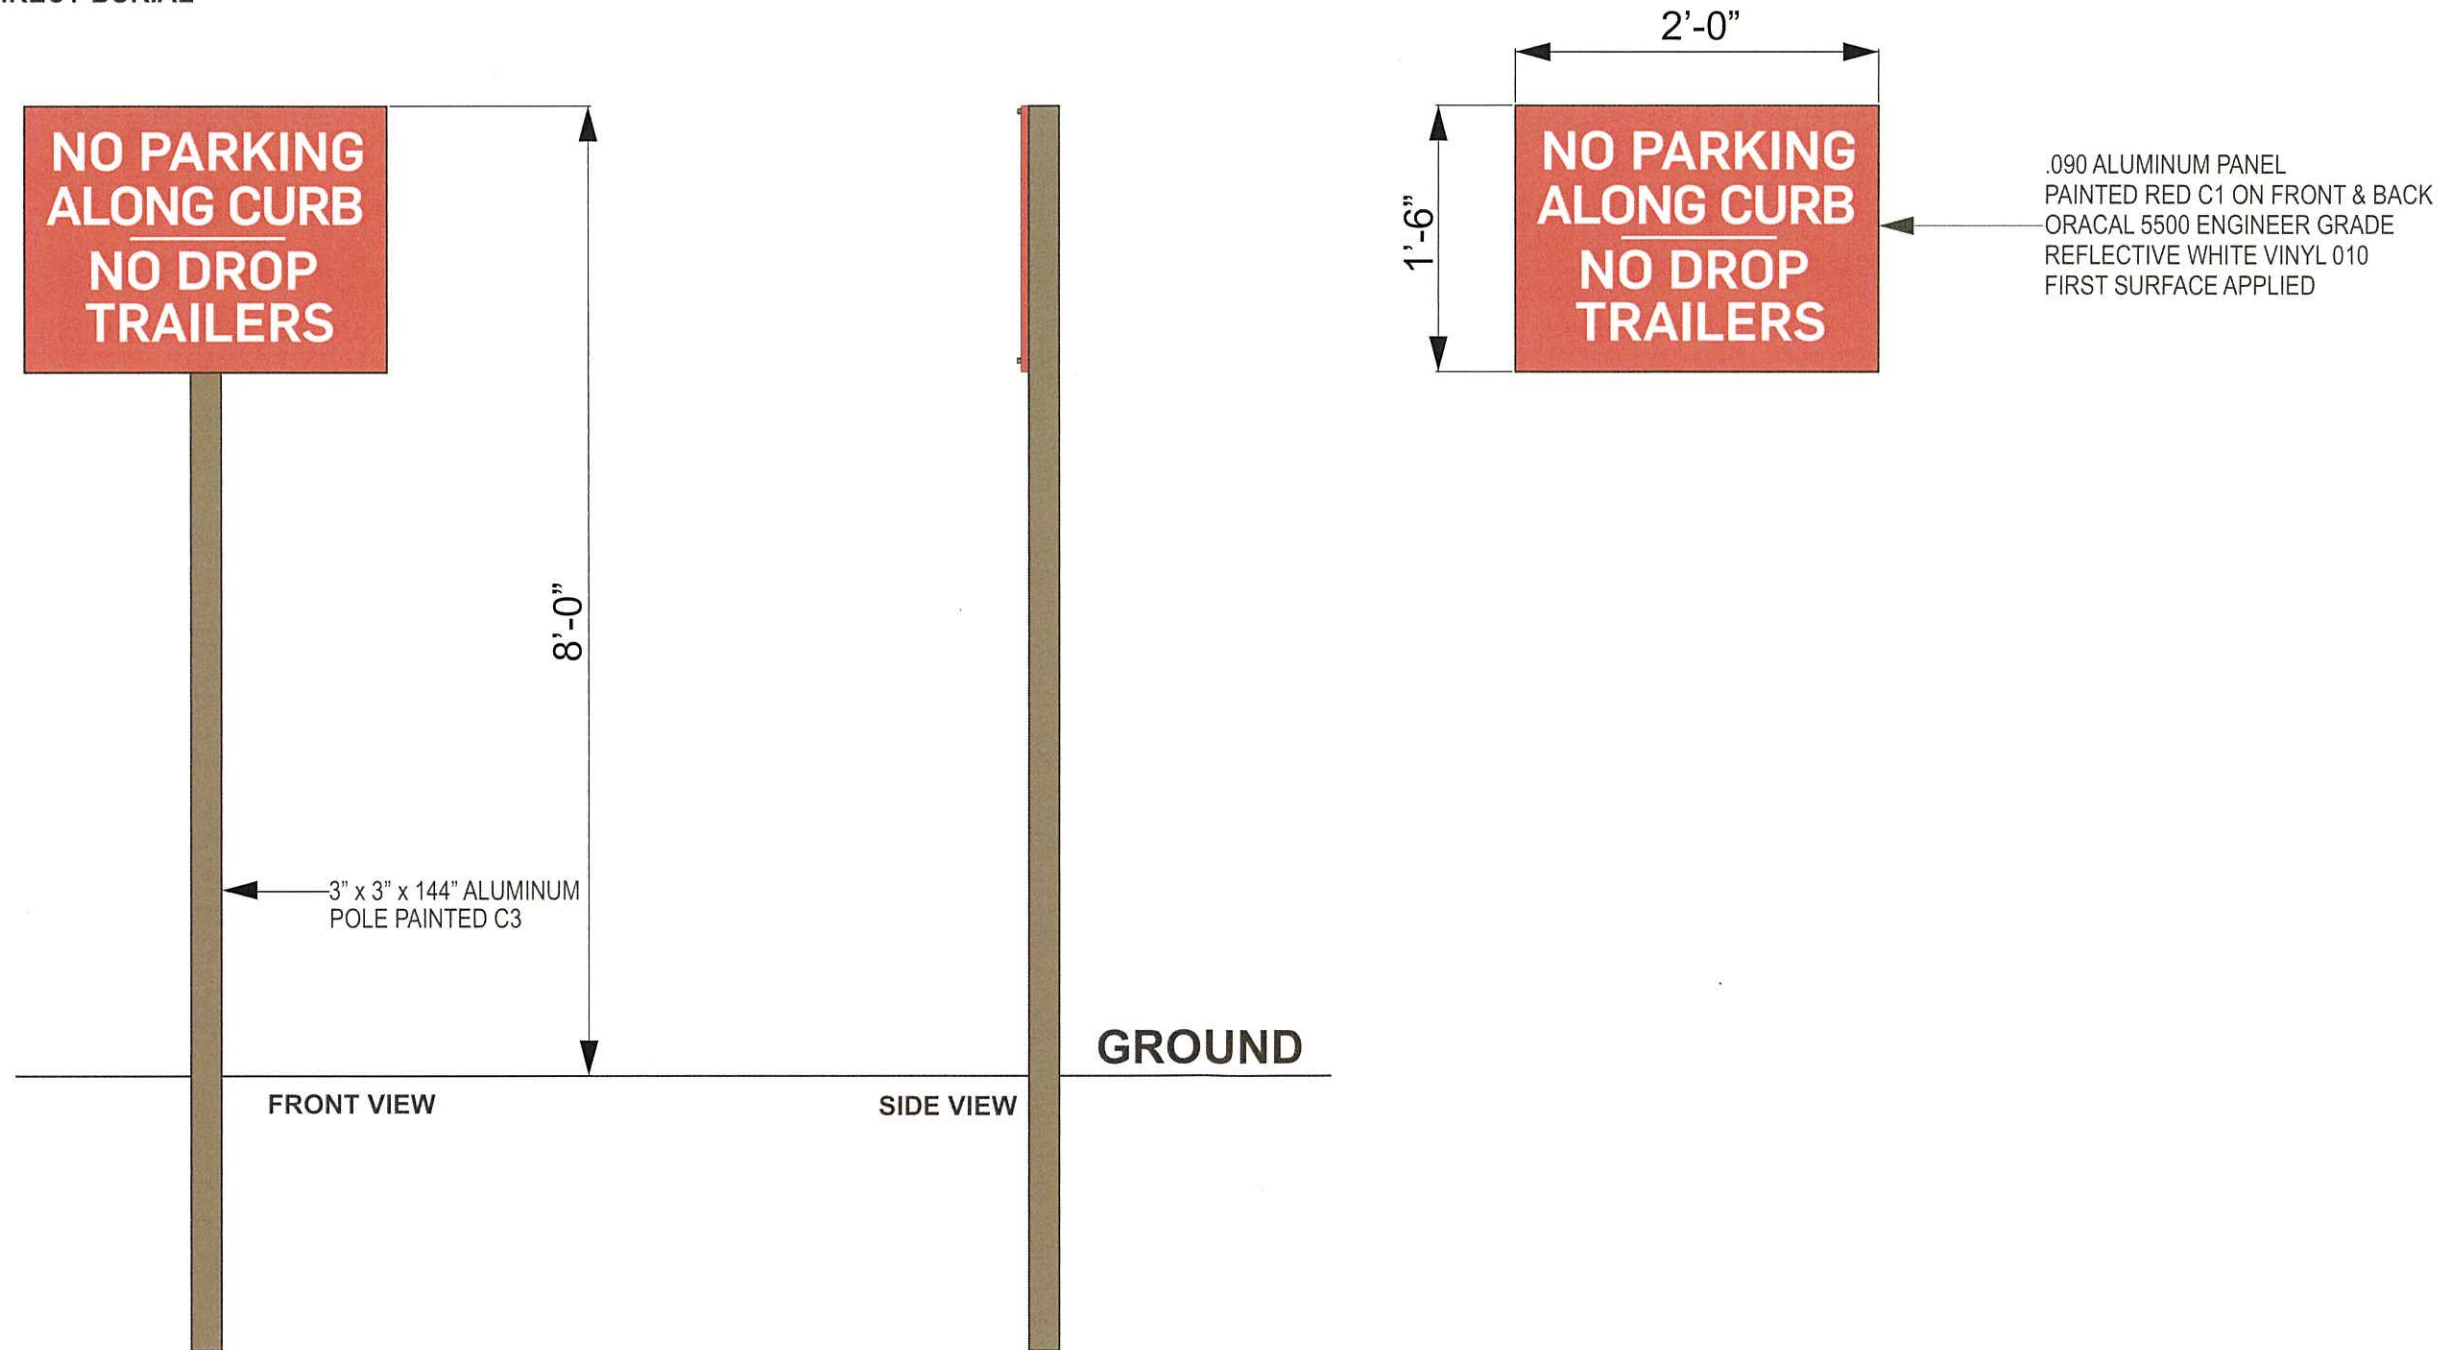 2'-0"
NO PARKING
ALONG CURB
NO DROP
TRAILERS
8'-0"
3" x 3" x 144" ALUMINUM
POLE PAINTED C3
1'-6"
NO PARKING
ALONG CURB
NO DROP
TRAILERS
.090 ALUMINUM PANEL
PAINTED RED C1 ON FRONT & BACK
ORACAL 5500 ENGINEER GRADE
REFLECTIVE WHITE VINYL 010
FIRST SURFACE APPLIED
GROUND
FRONT VIEW
SIDE VIEW